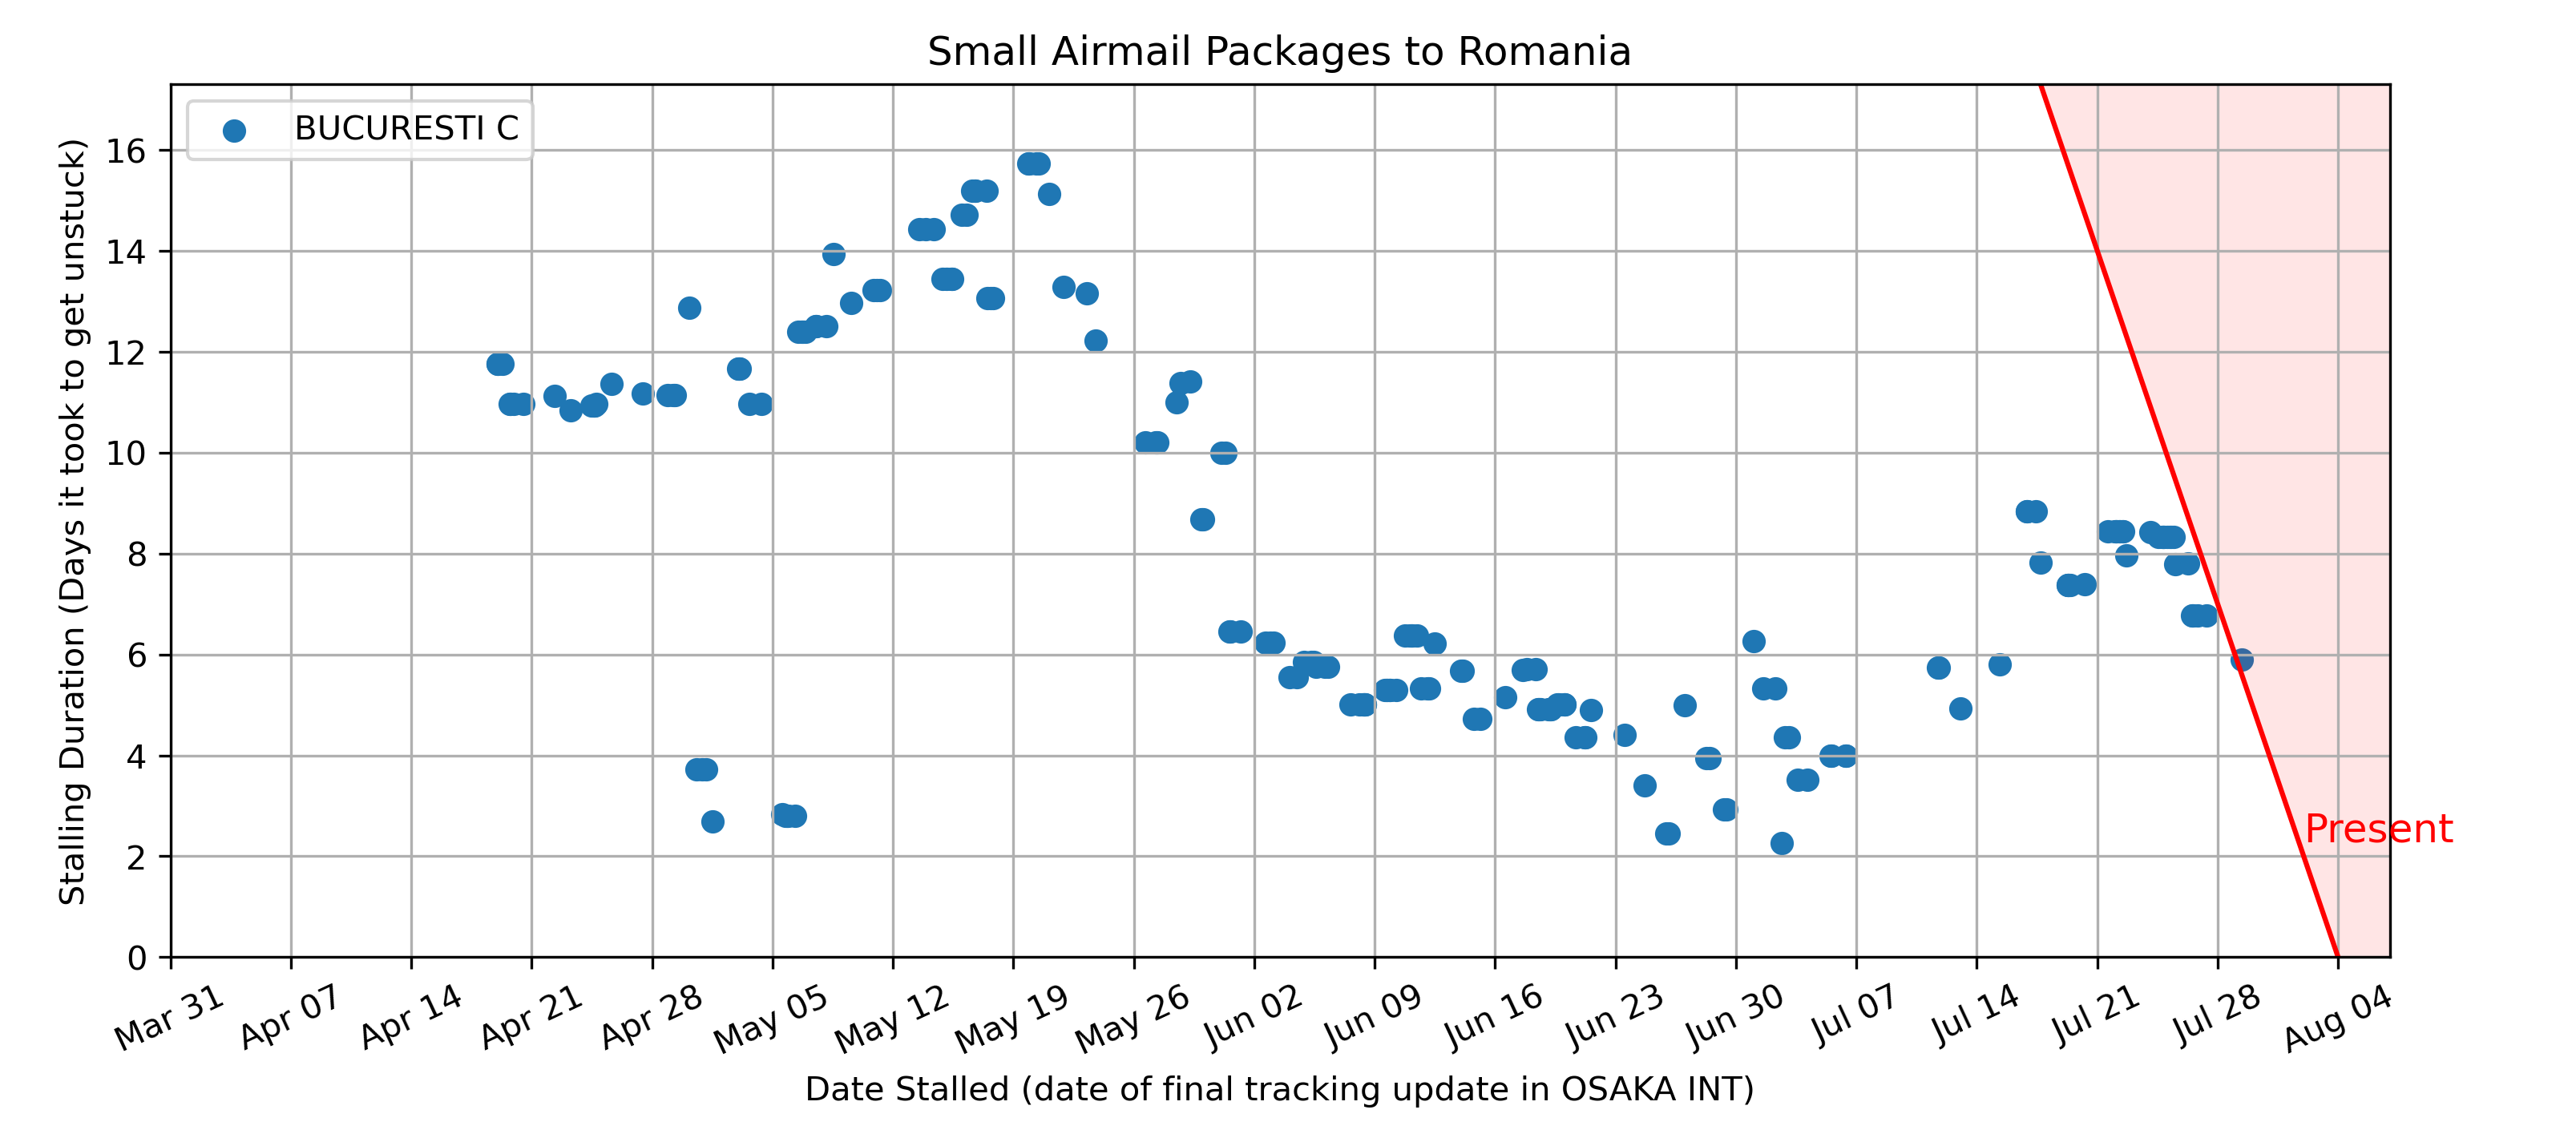 Small Airmail Packages to Romania
BUCURESTI C
Stalling Duration (Days it took to get unstuck)
16
14
12
10
8
6
4
2
0
Present
Mar 31
Apr 07
Apr 14
Apr 21
Apr 28
May 05
May 12
May 19
May 26
Jun 02
Jun 09
Jun 16
Jun 23
Jun 30
Jul 07
Jul 14
Jul 21
Jul 28
Aug 04
Date Stalled (date of final tracking update in OSAKA INT)